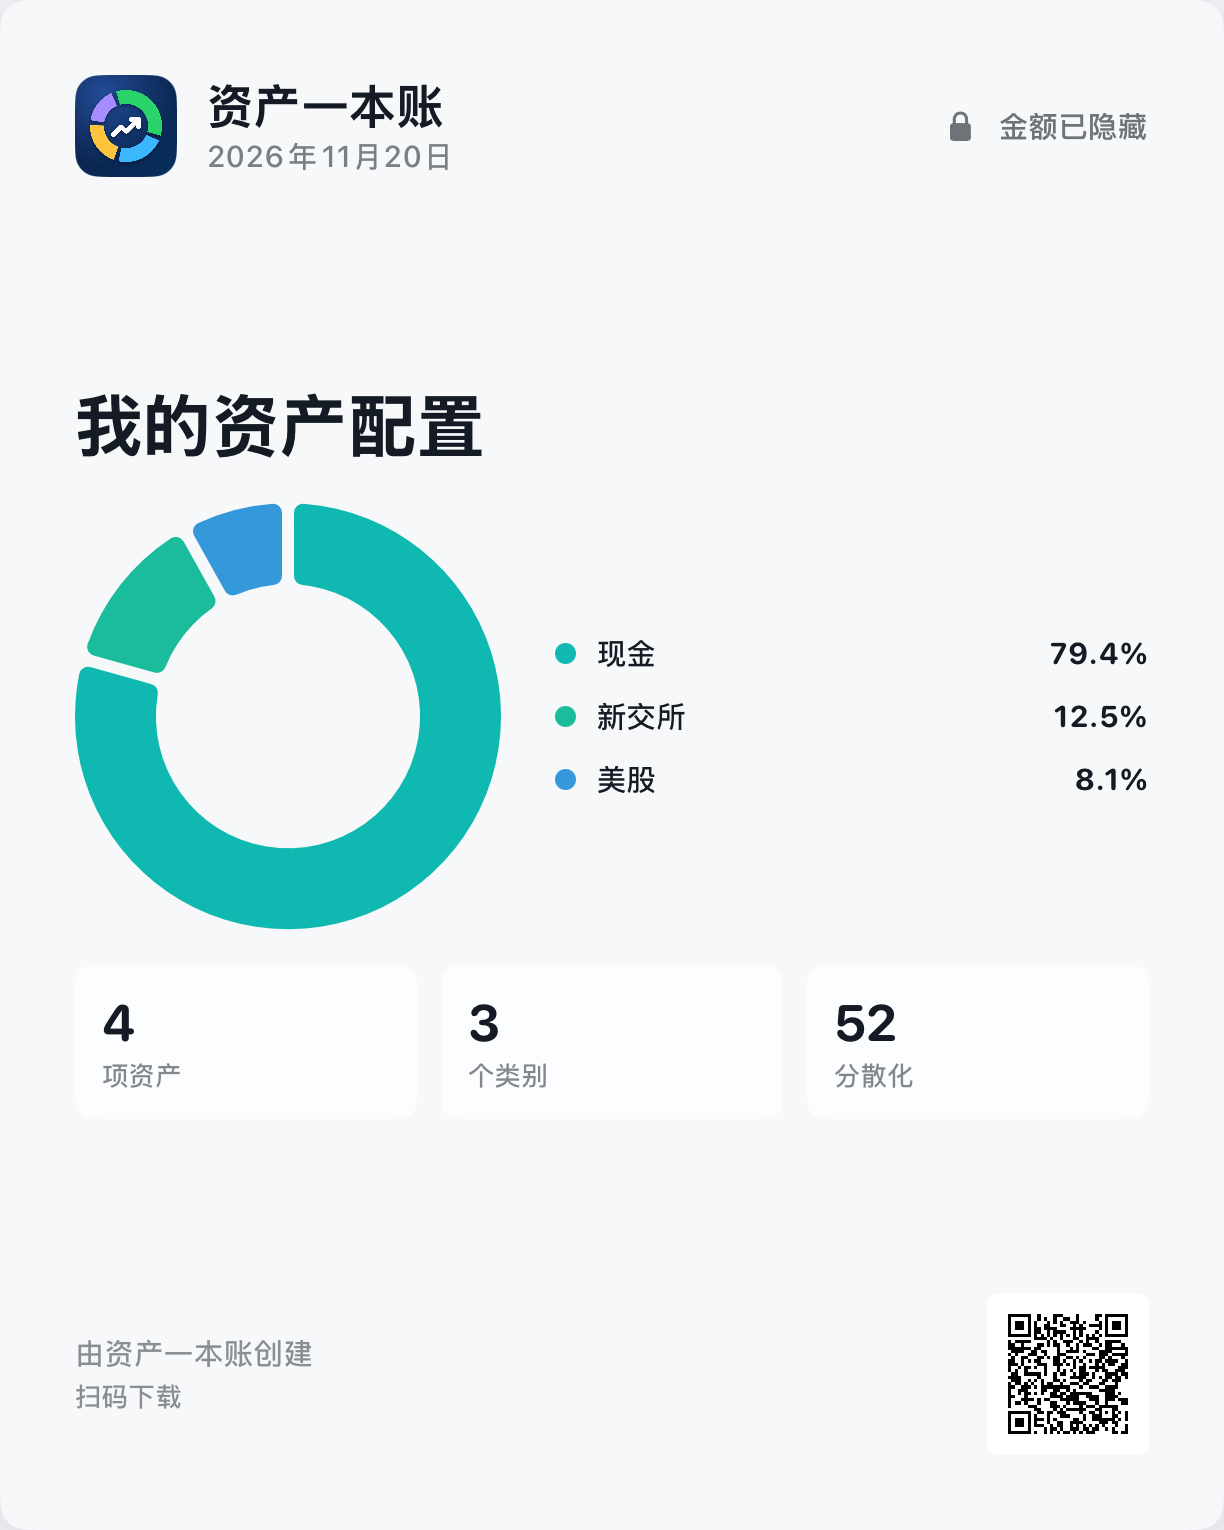 资产一本账
2026年11月20日
金额已隐藏
我的资产配置
现金 79.4%
新交所 12.5%
美股 8.1%
4
项资产
3
个类别
52
分散化
由资产一本账创建
扫码下载